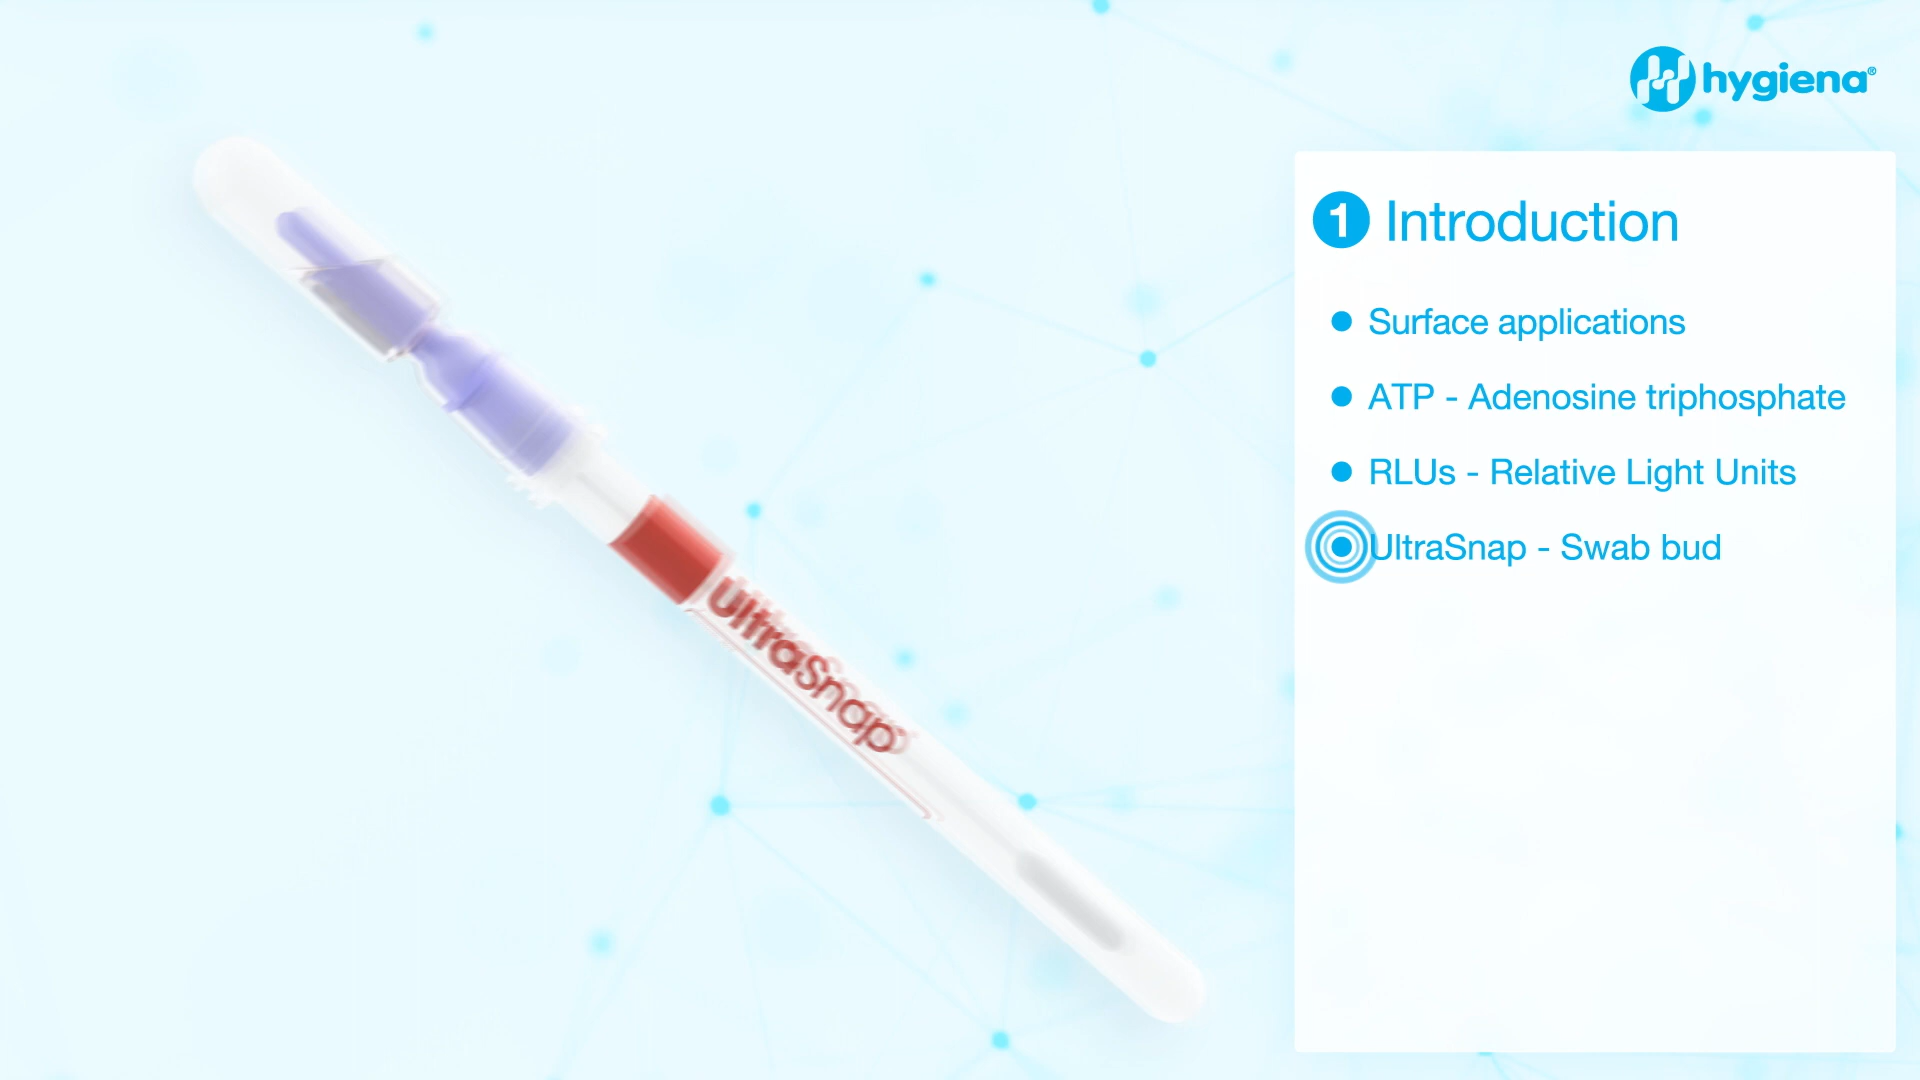 hygiena®
1 Introduction
Surface applications
ATP - Adenosine triphosphate
RLUs - Relative Light Units
UltraSnap - Swab bud
UltraSnap